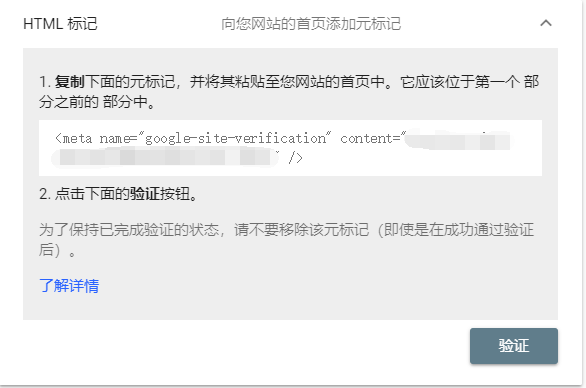 HTML 标记 向您网站的首页添加元标记
1. 复制下面的元标记，并将其粘贴至您网站的首页中。它应该位于第一个 部
分之前的 部分中。
<meta name="google-site-verification" content="
" />
2. 点击下面的验证按钮。
为了保持已完成验证的状态，请不要移除该元标记（即使是在成功通过验证
后）。
了解详情
验证